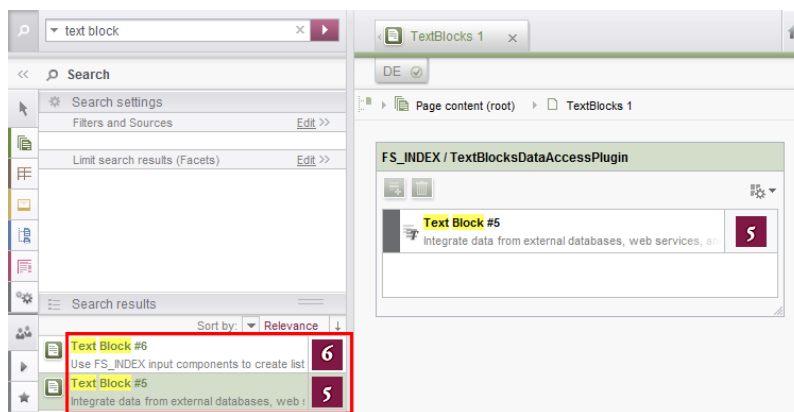 text block
Search
Search settings
Filters and Sources Edit >>
Limit search results (Facets) Edit >>
Search results
Sort by: Relevance
Text Block #6
Use FS_INDEX input components to create list
6
Text Block #5
Integrate data from external databases, web
5
TextBlocks 1 x
DE
Page content (root) TextBlocks 1
FS_INDEX / TextBlocksDataAccessPlugin
Text Block #5
Integrate data from external databases, web services, an
5